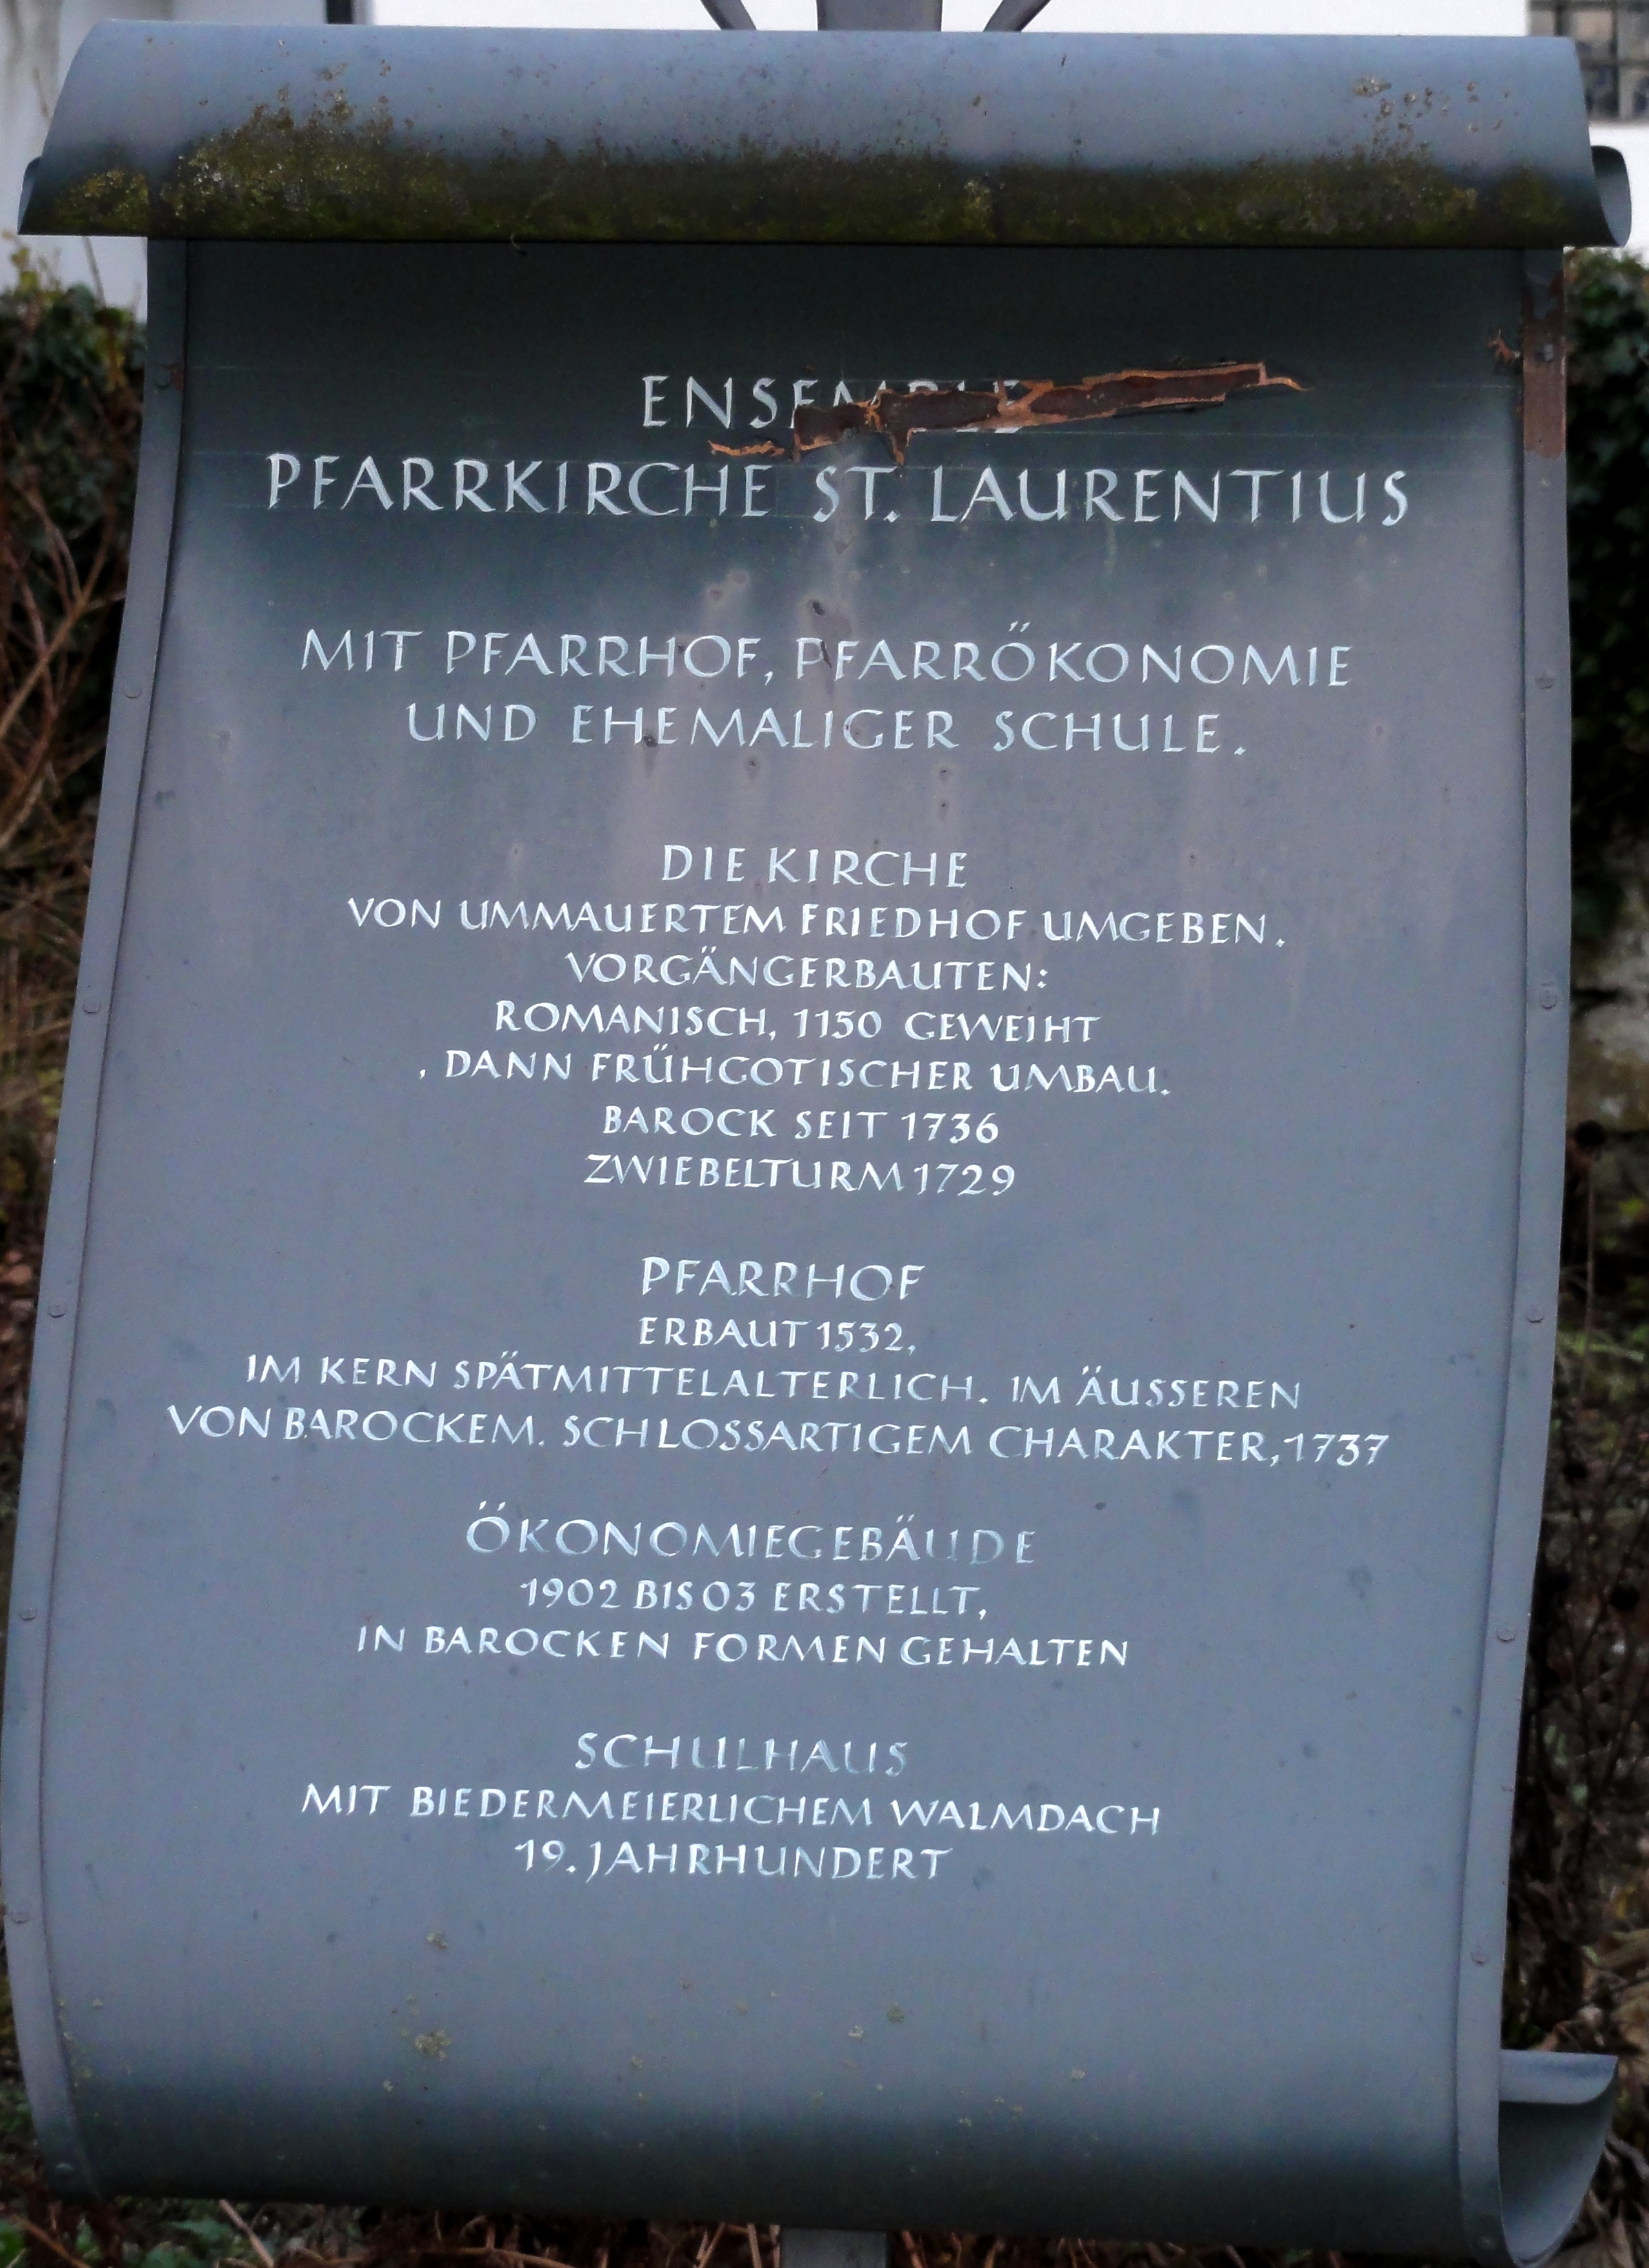 ENSEMBLE
PFARRKIRCHE ST. LAURENTIUS
MIT PFARRHOF, PFARRÖKONOMIE
UND EHEMALIGER SCHULE.
DIE KIRCHE
VON UMMAUERTEM FRIEDHOF UMGEBEN.
VORGÄNGERBAUTEN:
ROMANISCH, 1150 GEWEIHT
, DANN FRÜHGOTISCHER UMBAU.
BAROCK SEIT 1736
ZWIEBELTURM 1729
PFARRHOF
ERBAUT 1532,
IM KERN SPÄTMITTELALTERLICH. IM ÄUSSEREN
VON BAROCKEM. SCHLOSSARTIGEM CHARAKTER, 1737
ÖKONOMIEGEBÄUDE
1902 BIS 03 ERSTELLT,
IN BAROCKEN FORMEN GEHALTEN
SCHULHAUS
MIT BIEDERMEIERLICHEM WALMDACH
19. JAHRHUNDERT